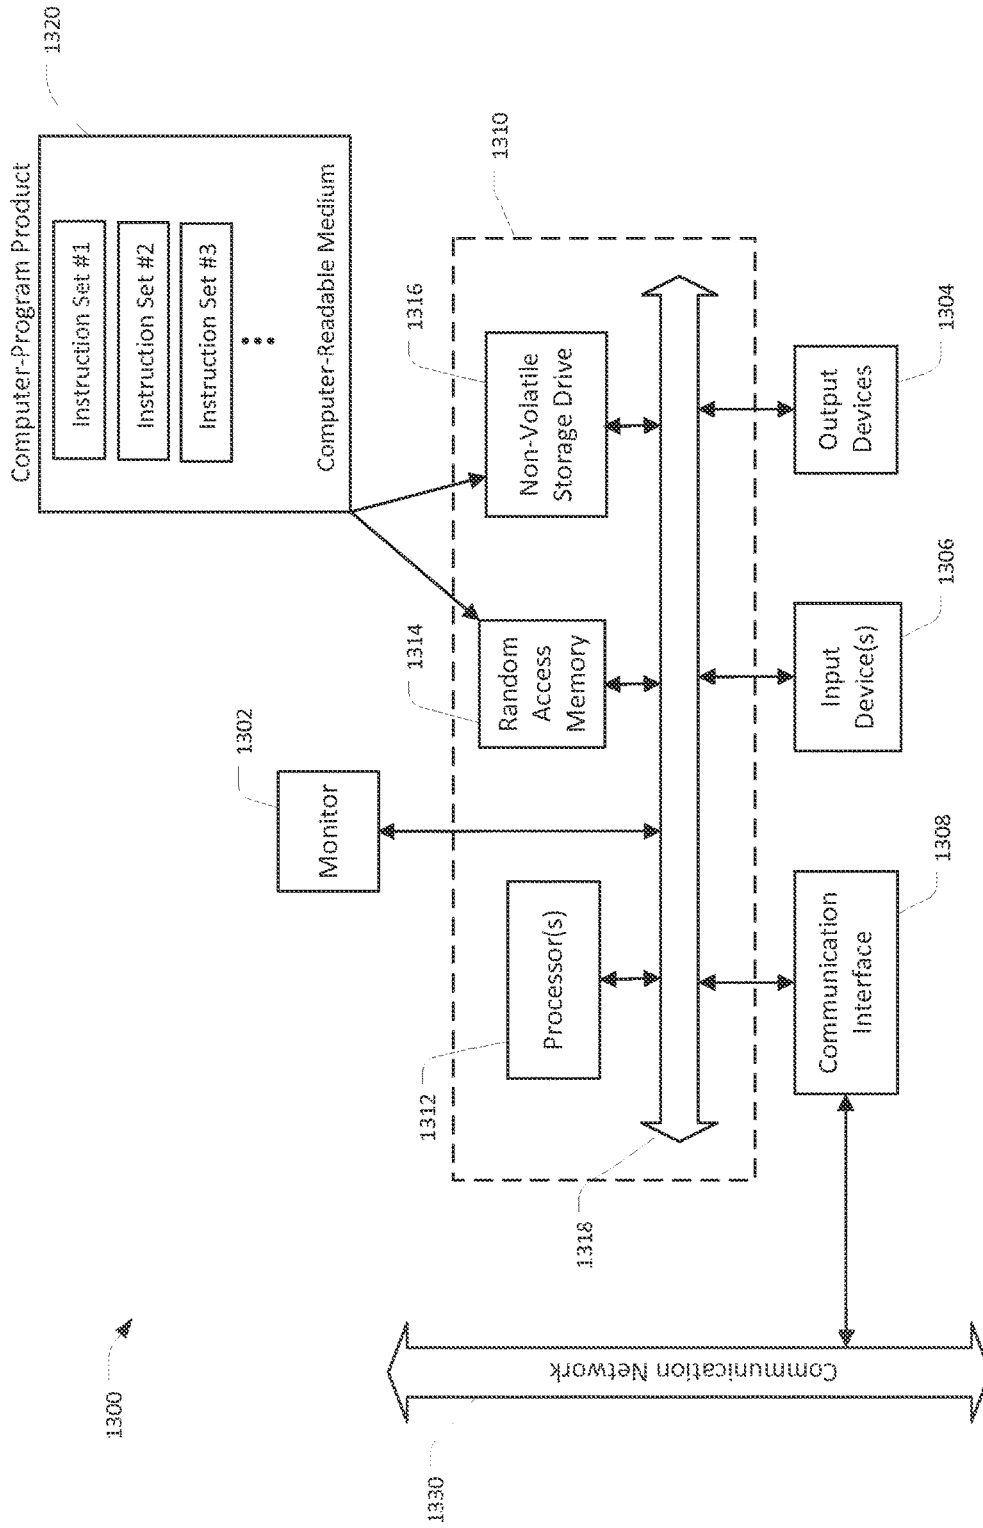 1300
Computer-Program Product
Instruction Set #1
Instruction Set #2
Instruction Set #3
Computer-Readable Medium
1320
1302
Monitor
1310
1312
Processor(s)
1314
Random
Access
Memory
1316
Non-Volatile
Storage Drive
1318
1330
Communication Network
Communication
Interface
1308
Input
Device(s)
1306
Output
Devices
1304